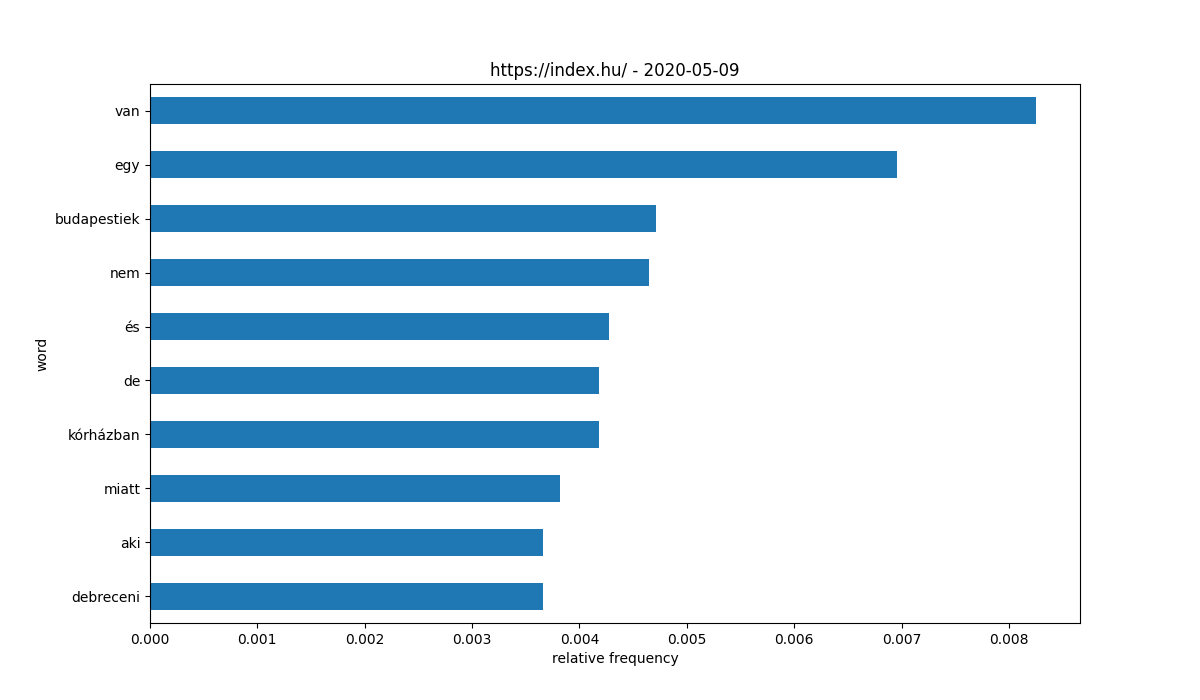 https://index.hu/ - 2020-05-09
van
egy
budapestiek
nem
és
de
kórházban
miatt
aki
debreceni
word
0.000 0.001 0.002 0.003 0.004 0.005 0.006 0.007 0.008
relative frequency